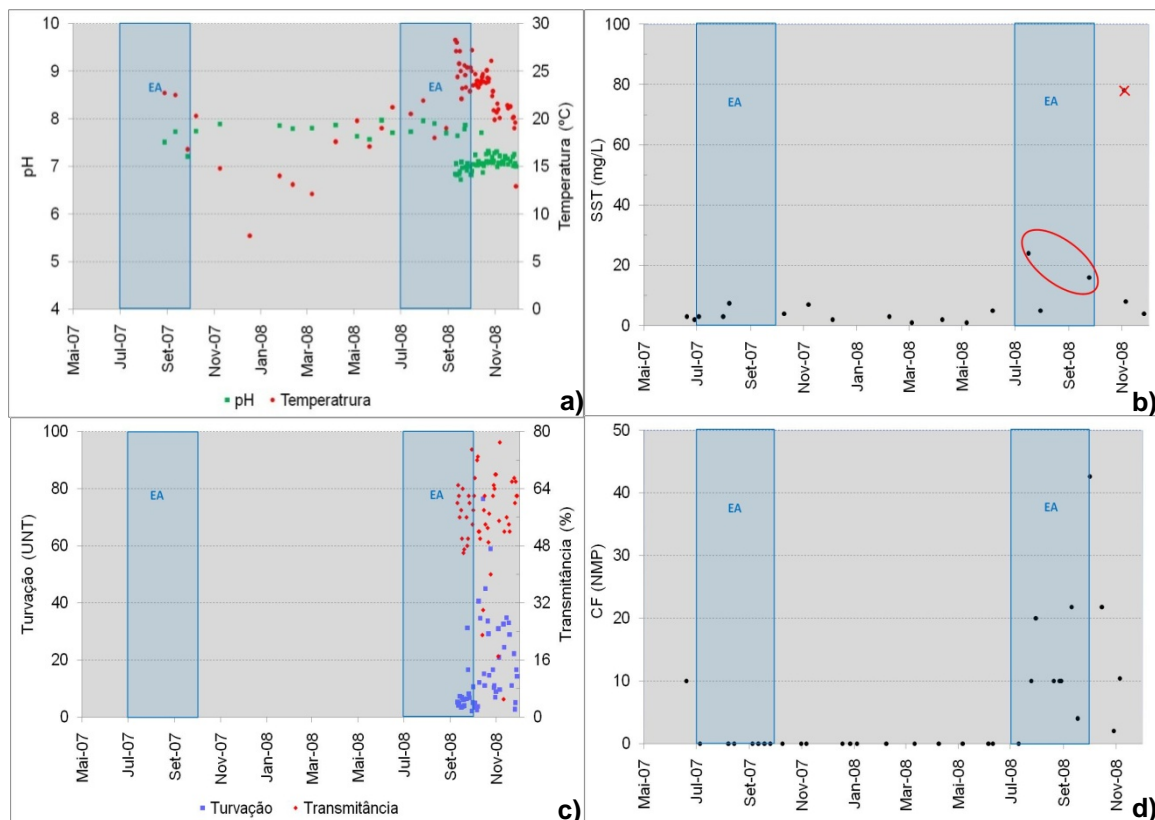 10
9
8
7
6
5
4
pH
30
25
20
15
10
5
0
Temperatura (ºC)
EA
EA
Mai-07
Jul-07
Set-07
Nov-07
Jan-08
Mar-08
Mai-08
Jul-08
Set-08
Nov-08
pH
Temperatrura
a)
100
80
60
40
20
0
SST (mg/L)
EA
EA
Mai-07
Jul-07
Set-07
Nov-07
Jan-08
Mar-08
Mai-08
Jul-08
Set-08
Nov-08
b)
100
80
60
40
20
0
Turvação (UNT)
80
64
48
32
16
0
Transmitância (%)
EA
EA
Mai-07
Jul-07
Set-07
Nov-07
Jan-08
Mar-08
Mai-08
Jul-08
Set-08
Nov-08
Turvação
Transmitância
c)
50
40
30
20
10
0
CF (NMP)
EA
EA
Mai-07
Jul-07
Set-07
Nov-07
Jan-08
Mar-08
Mai-08
Jul-08
Set-08
Nov-08
d)